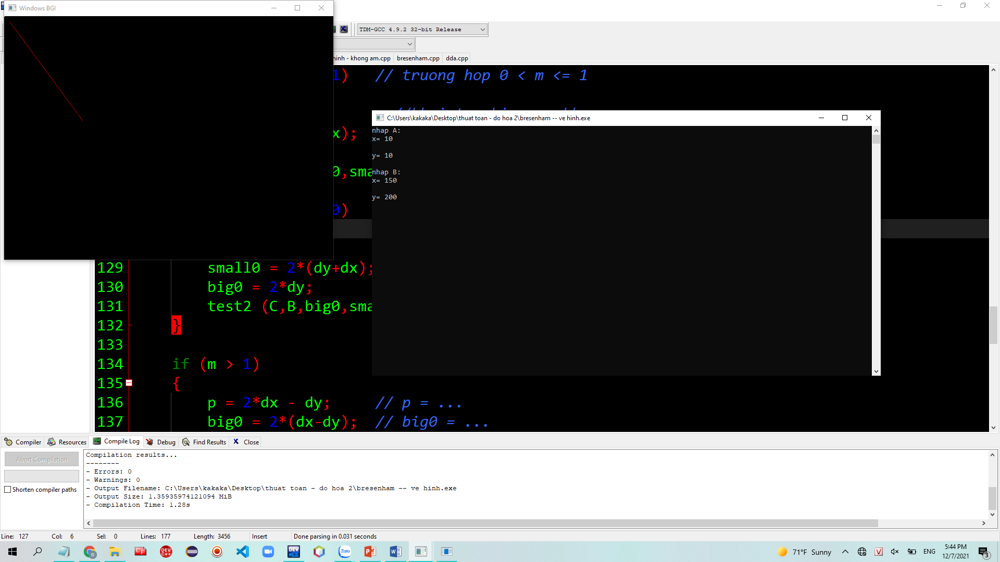 Windows BGI
TDM-GCC 4.9.2 32-bit Release
hinh - khong am.cpp
bresenham.cpp
dda.cpp
1) // truong hop 0 < m <= 1
x);
0,sma
0)
129 small0 = 2*(dy+dx);
130 big0 = 2*dy;
131 test2 (C,B,big0,sma
132 }
133
134 if (m > 1)
135 {
136 p = 2*dx - dy; // p = ...
137 big0 = 2*(dx-dy); // big0 = ...
C:\Users\kakaka\Desktop\thuat toan - do hoa 2\bresenham -- ve hinh.exe
nhap A:
x= 10
y= 10
nhap B:
x= 150
y= 200
Compiler
Resources
Compile Log
Debug
Find Results
Close
Abort Compilation
Shorten compiler paths
Compilation results...
--------
- Errors: 0
- Warnings: 0
- Output Filename: C:\Users\kakaka\Desktop\thuat toan - do hoa 2\bresenham -- ve hinh.exe
- Output Size: 1.35935974121094 MiB
- Compilation Time: 1.28s
Line: 127 Col: 6 Sel: 0 Lines: 177 Length: 3456 Insert Done parsing in 0.031 seconds
DEV C++
DEV
Zalo
71°F Sunny
V
ENG
5:44 PM
12/7/2021
3